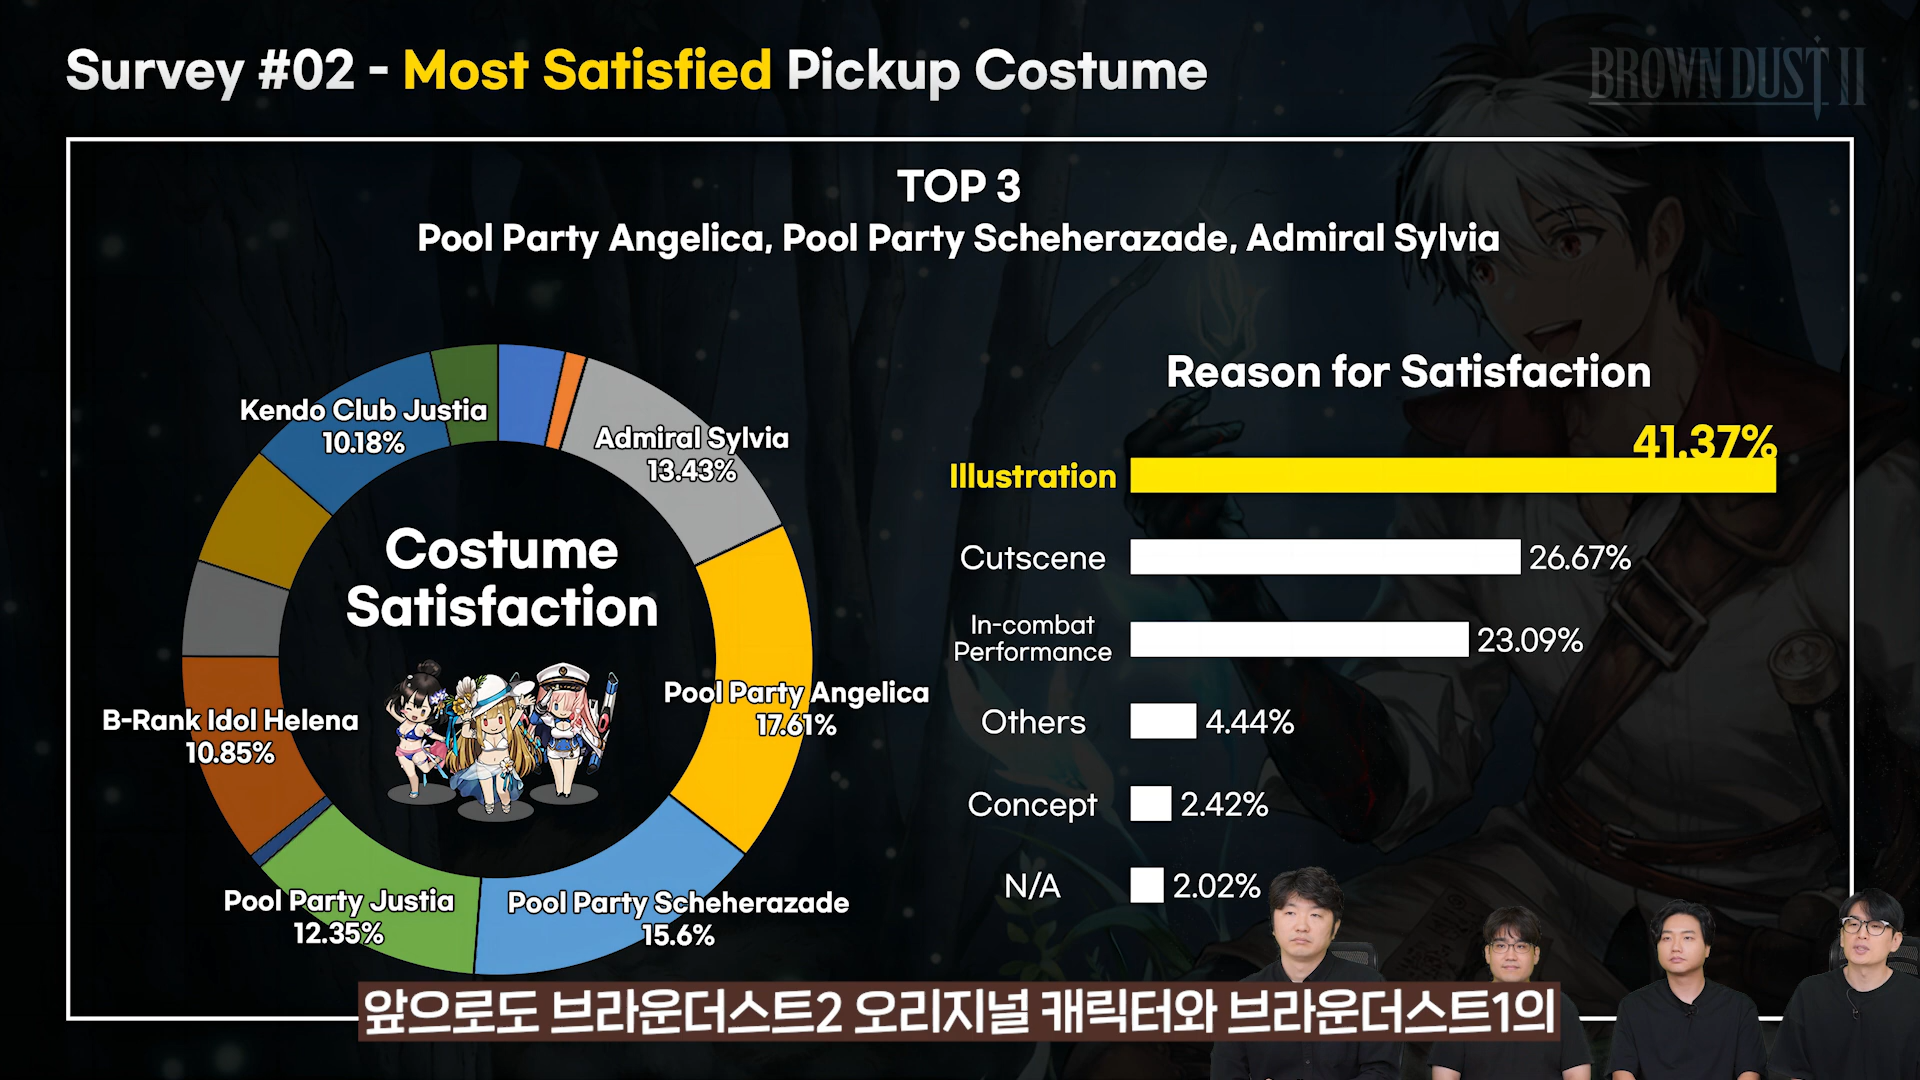 Survey #02 - Most Satisfied Pickup Costume
BROWN DUST II
TOP 3
Pool Party Angelica, Pool Party Scheherazade, Admiral Sylvia
Kendo Club Justia
10.18%
Admiral Sylvia
13.43%
Costume
Satisfaction
Pool Party Angelica
17.61%
B-Rank Idol Helena
10.85%
Pool Party Justia
12.35%
Pool Party Scheherazade
15.6%
Reason for Satisfaction
41.37%
Illustration
Cutscene
26.67%
In-combat
Performance
23.09%
Others
4.44%
Concept
2.42%
N/A
2.02%
앞으로도 브라운더스트2 오리지널 캐릭터와 브라운더스트1의